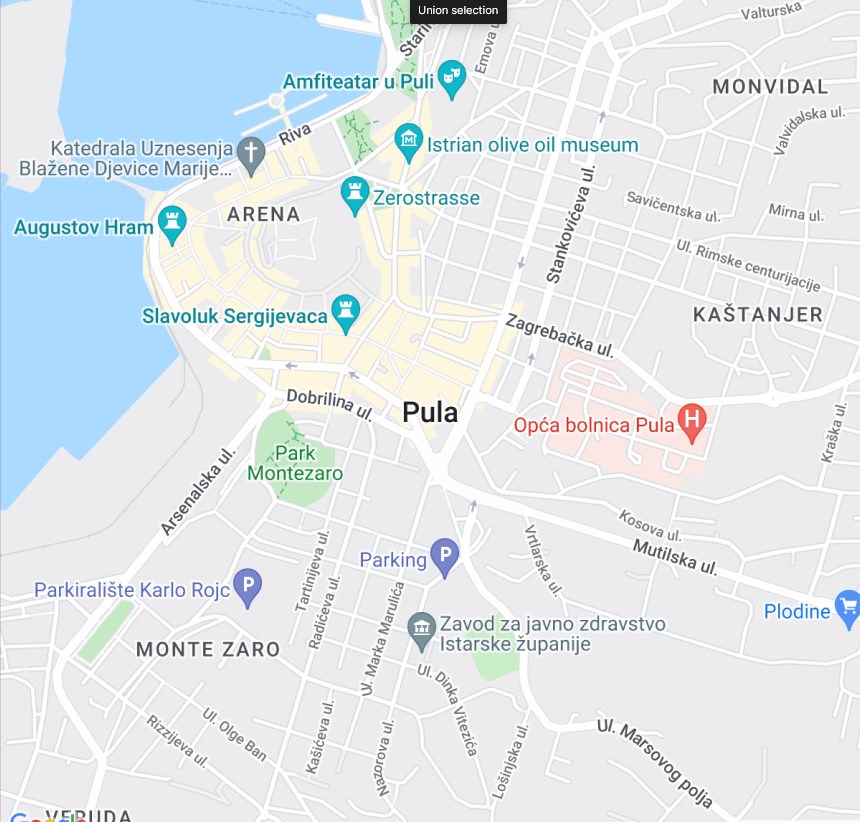 Union selection
Valturska
Stari
Emova u
MONVIDAL
Amfiteatar u Puli
Valvidalska ul.
Riva
Istrian olive oil museum
Katedrala Uznesenja
Blažene Djevice Marije...
Zerostrasse
Savičentska ul.
Mirna ul.
ARENA
Augustov Hram
Stankovićeva ul.
Ul. Rimske centurijacije
Slavoluk Sergijevaca
Zagrebačka ul.
KAŠTANJER
Dobrilina ul.
Pula
Opća bolnica Pula
H
Kraška ul.
Park
Montezaro
Arsenalska ul.
Kosova ul.
Mutilska ul.
Vrtlarska ul.
Parking
P
Tartinijeva ul.
Radićeva ul.
Parkiralište Karlo Rojc
P
Ul. Marka Marulića
Plodine
Zavod za javno zdravstvo
Istarske županije
MONTE ZARO
Ul. Dinka Vitezića
Ul. Olge Ban
Rizzijeva ul.
Kašićeva ul.
Nazorova ul.
Lošinjska ul.
Ul. Marsovog polja
VERUDA
Google